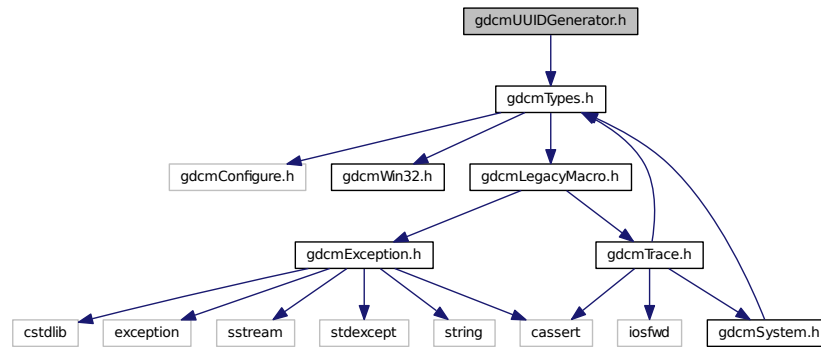 gdcmUUIDGenerator.h
gdcmTypes.h
gdcmConfigure.h
gdcmWin32.h
gdcmLegacyMacro.h
gdcmException.h
gdcmTrace.h
cstdlib
exception
sstream
stdexcept
string
cassert
iosfwd
gdcmSystem.h